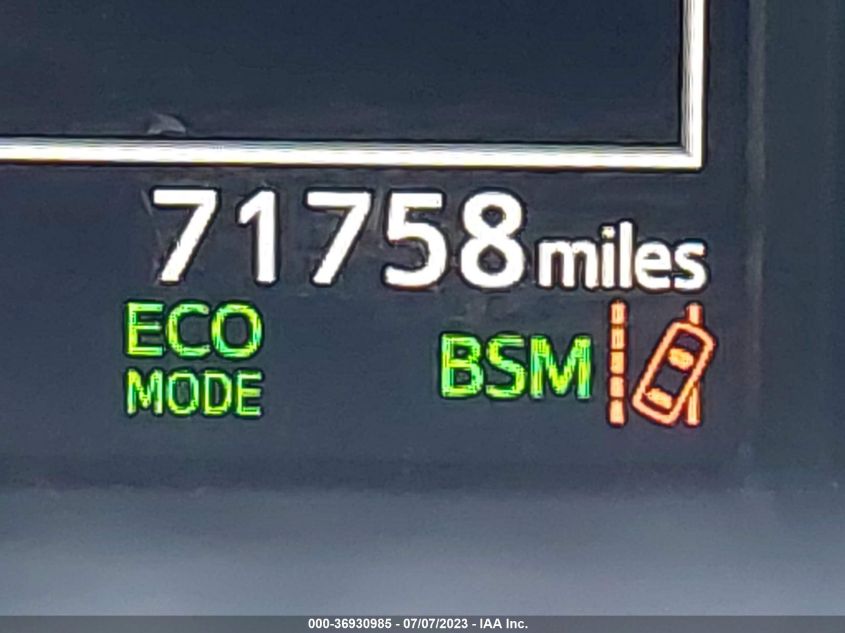 71758 miles
ECO
MODE
BSM
000-36930985 - 07/07/2023 - IAA Inc.